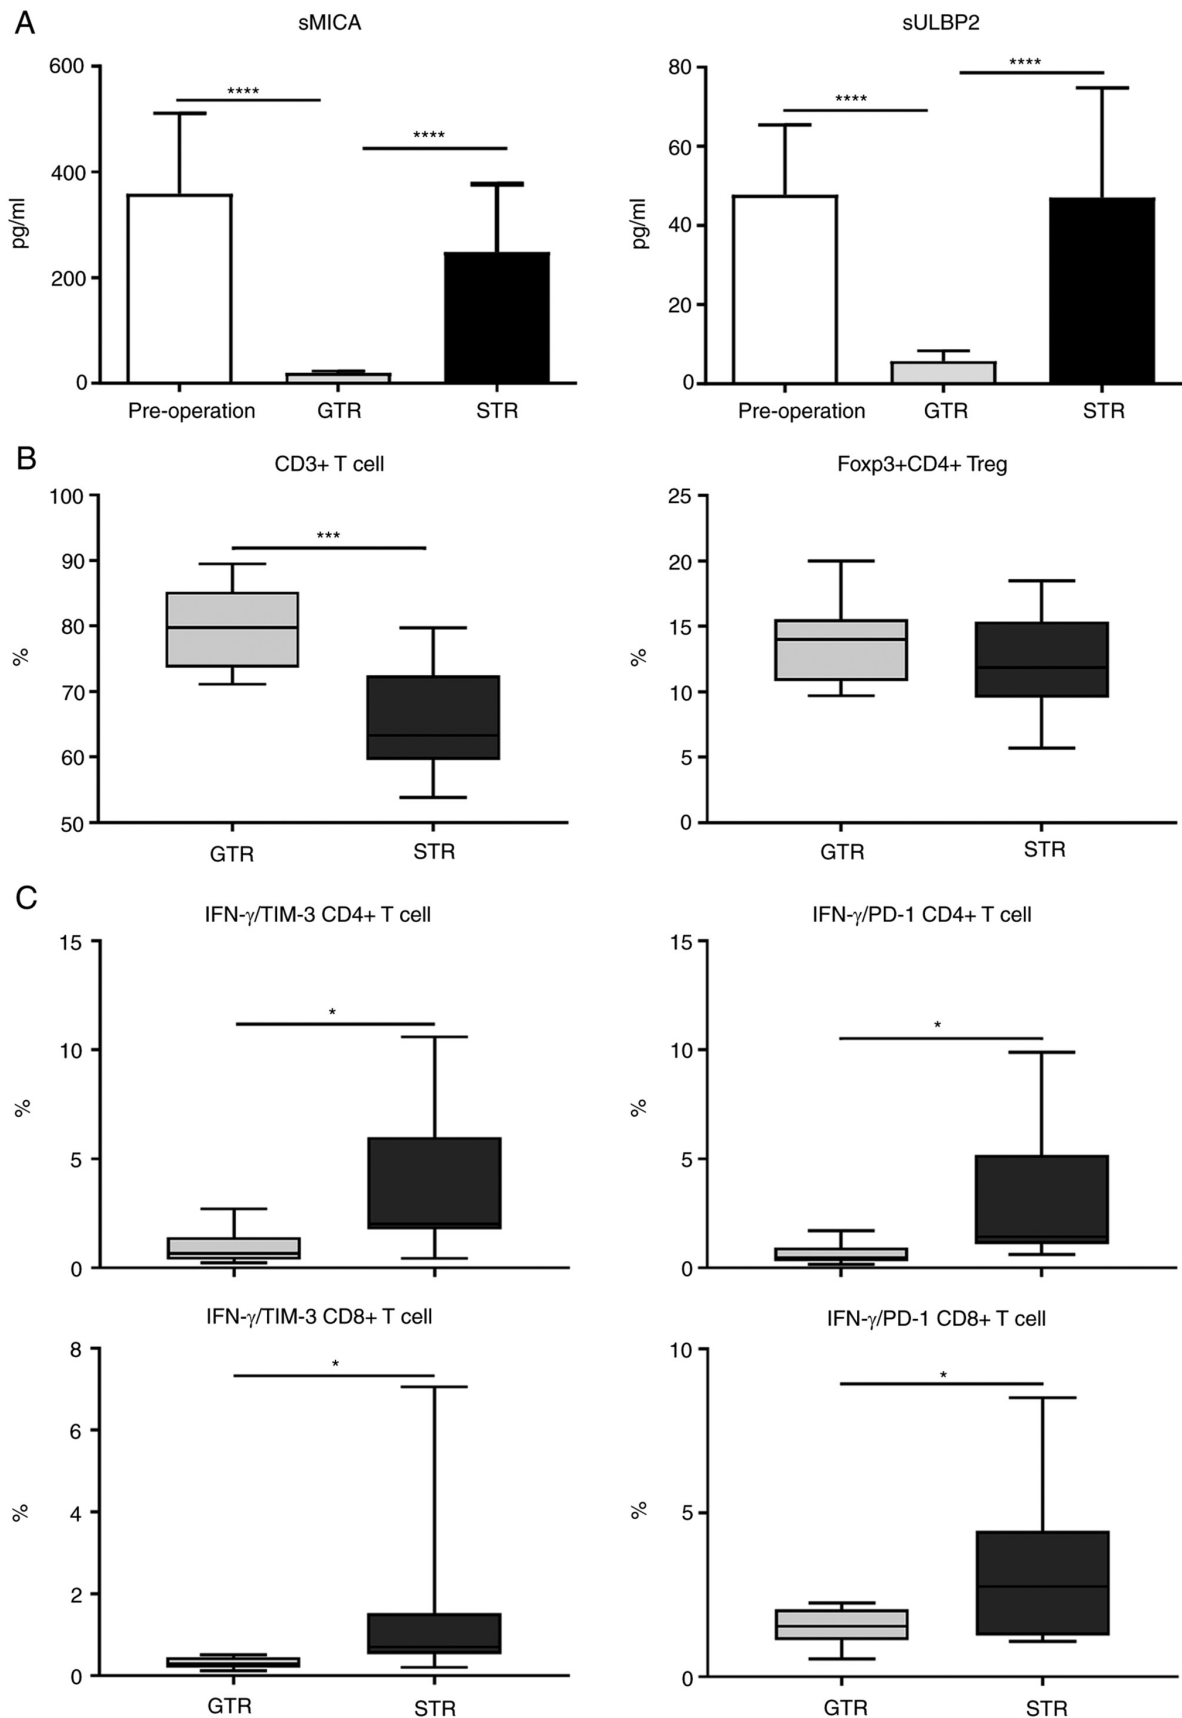 A
sMICA
sULBP2
600
400
200
0
pg/ml
****
****
Pre-operation GTR STR
80
60
40
20
0
pg/ml
****
****
Pre-operation GTR STR
B
CD3+ T cell
Foxp3+CD4+ Treg
100
90
80
70
60
50
%
***
GTR STR
25
20
15
10
5
0
%
GTR STR
C
IFN-γ/TIM-3 CD4+ T cell
IFN-γ/PD-1 CD4+ T cell
15
10
5
0
%
*
15
10
5
0
%
*
IFN-γ/TIM-3 CD8+ T cell
IFN-γ/PD-1 CD8+ T cell
8
6
4
2
0
%
*
GTR STR
10
5
0
%
*
GTR STR